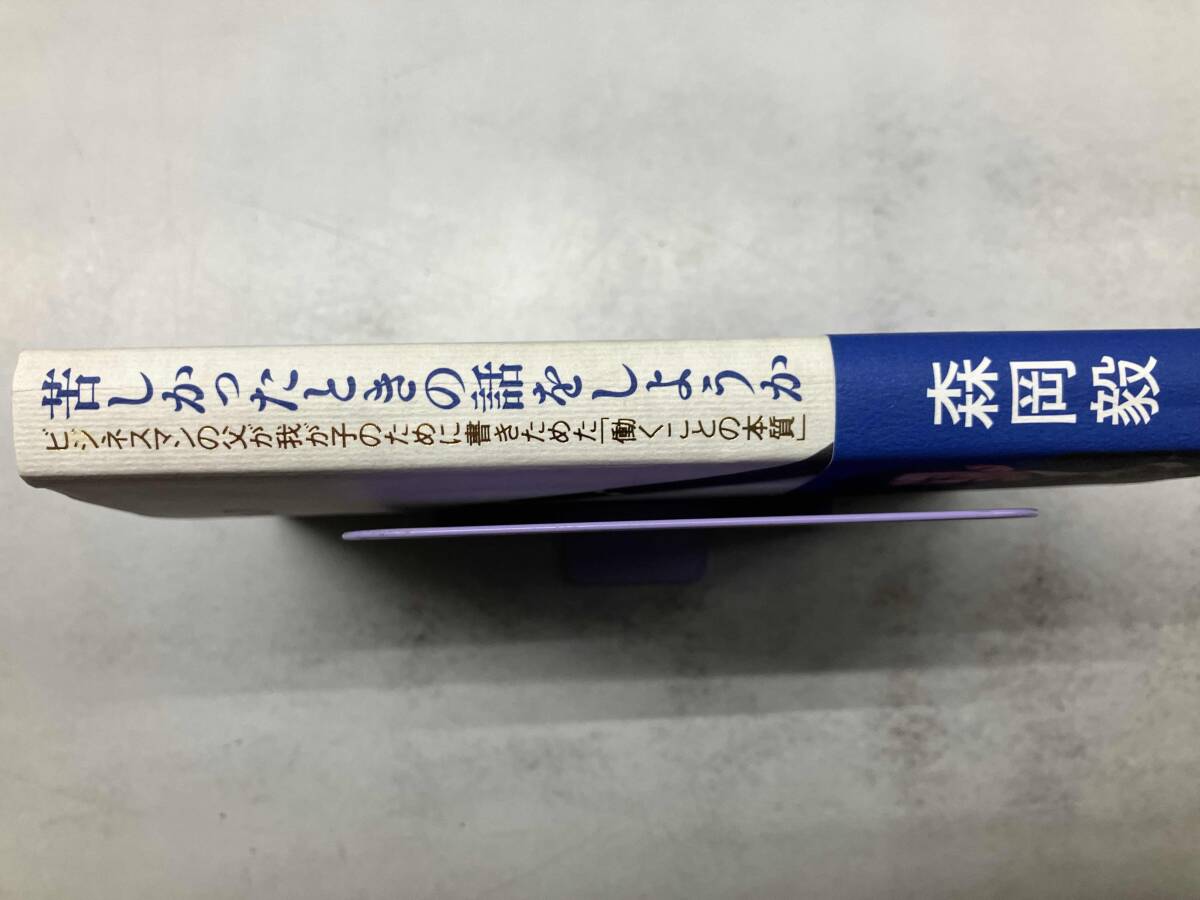 苦しかったときの話をしようか
ビジネスマンの父が我が子のために書きためた「働くことの本質」
森岡毅